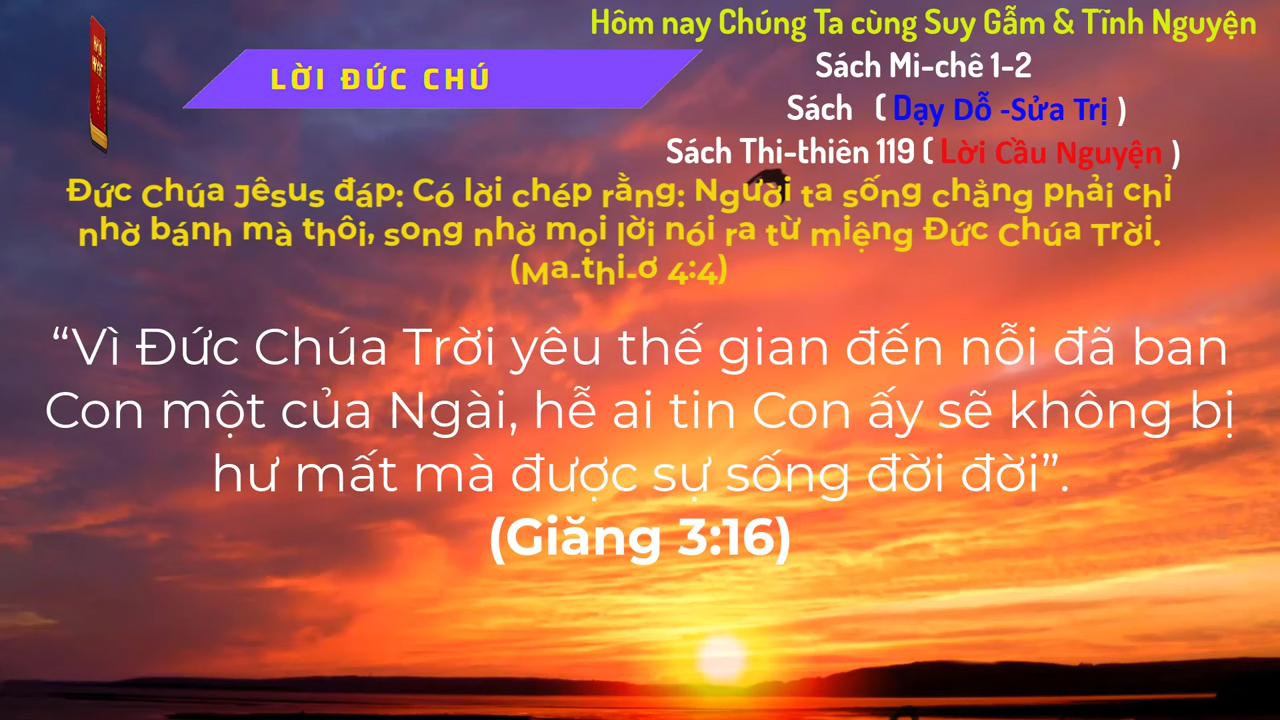 Hôm nay Chúng Ta cùng Suy Gẫm & Tĩnh Nguyện
LỜI ĐỨC CHÚ
Sách Mi-chê 1-2
Sách ( Dạy Dỗ -Sửa Trị )
Sách Thi-thiên 119 ( Lời Cầu Nguyện )
Đức Chúa Jêsus đáp: Có lời chép rằng: Người ta sống chẳng phải chỉ
nhờ bánh mà thôi, song nhờ mọi lời nói ra từ miệng Đức Chúa Trời.
(Ma-thi-ơ 4:4)
“Vì Đức Chúa Trời yêu thế gian đến nỗi đã ban
Con một của Ngài, hễ ai tin Con ấy sẽ không bị
hư mất mà được sự sống đời đời”.
(Giăng 3:16)